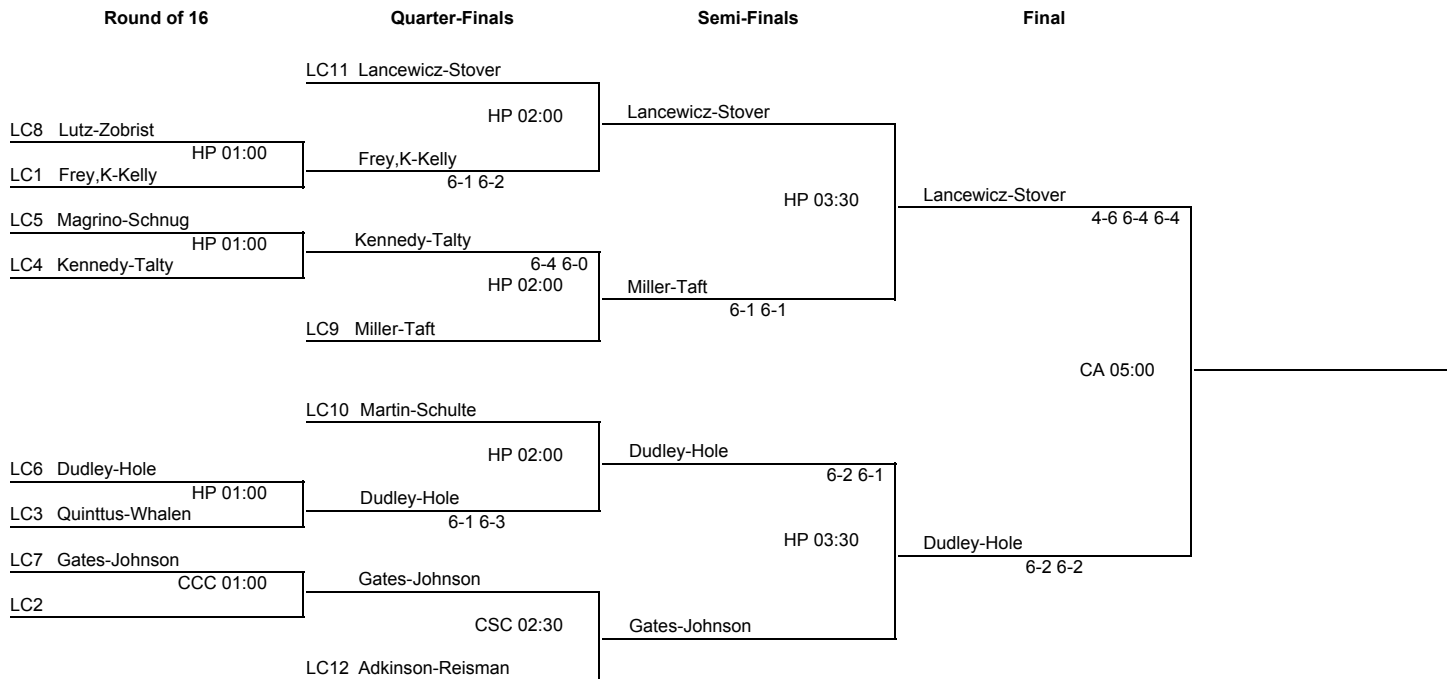 Round of 16 Quarter-Finals Semi-Finals Final
LC11 Lancewicz-Stover
HP 02:00 Lancewicz-Stover
LC8 Lutz-Zobrist
HP 01:00 Frey,K-Kelly
LC1 Frey,K-Kelly
6-1 6-2
HP 03:30 Lancewicz-Stover
LC5 Magrino-Schnug
4-6 6-4 6-4
HP 01:00 Kennedy-Talty
LC4 Kennedy-Talty
6-4 6-0
HP 02:00 Miller-Taft
6-1 6-1
LC9 Miller-Taft
CA 05:00
LC10 Martin-Schulte
HP 02:00 Dudley-Hole
LC6 Dudley-Hole
6-2 6-1
HP 01:00 Dudley-Hole
LC3 Quinttus-Whalen
6-1 6-3
HP 03:30 Dudley-Hole
LC7 Gates-Johnson
6-2 6-2
CCC 01:00 Gates-Johnson
LC2
CSC 02:30 Gates-Johnson
LC12 Adkinson-Reisman